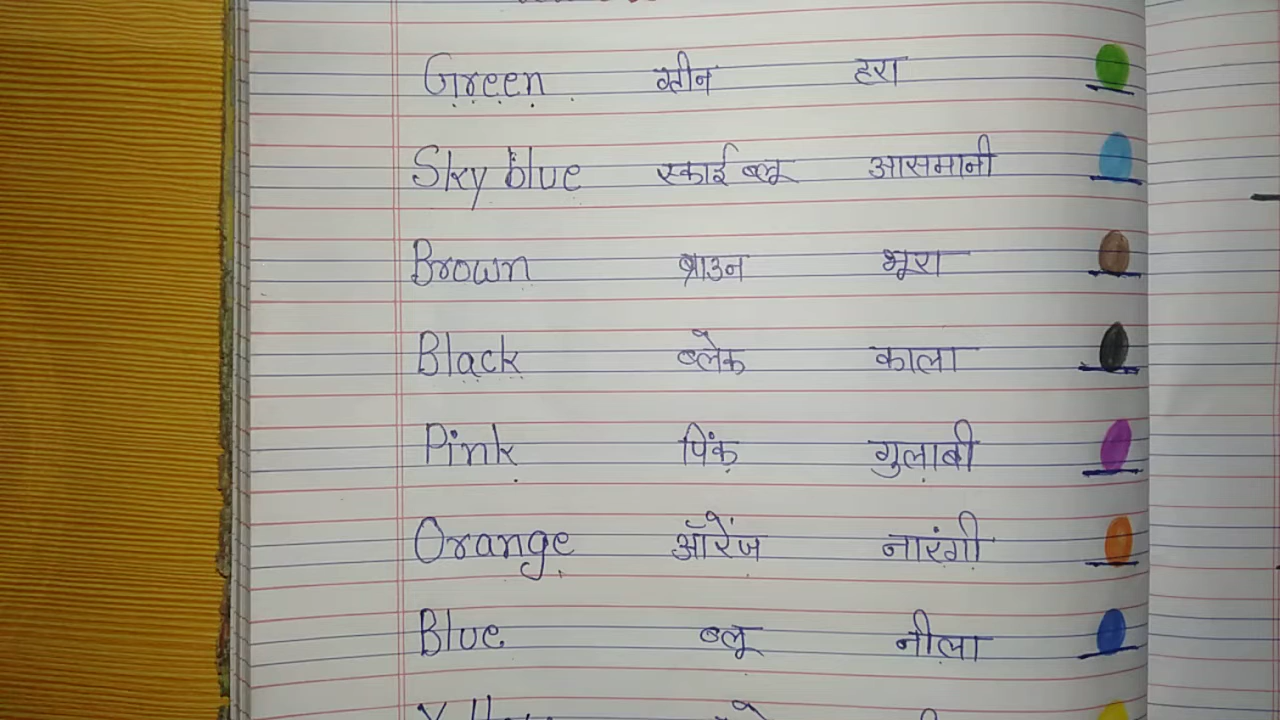 Green ग्रीन हरा
Sky blue स्काई ब्लू आसमानी
Brown ब्राउन भूरा
Black ब्लेक काला
Pink पिंक गुलाबी
Orange ऑरेंज नारंगी
Blue ब्लू नीला